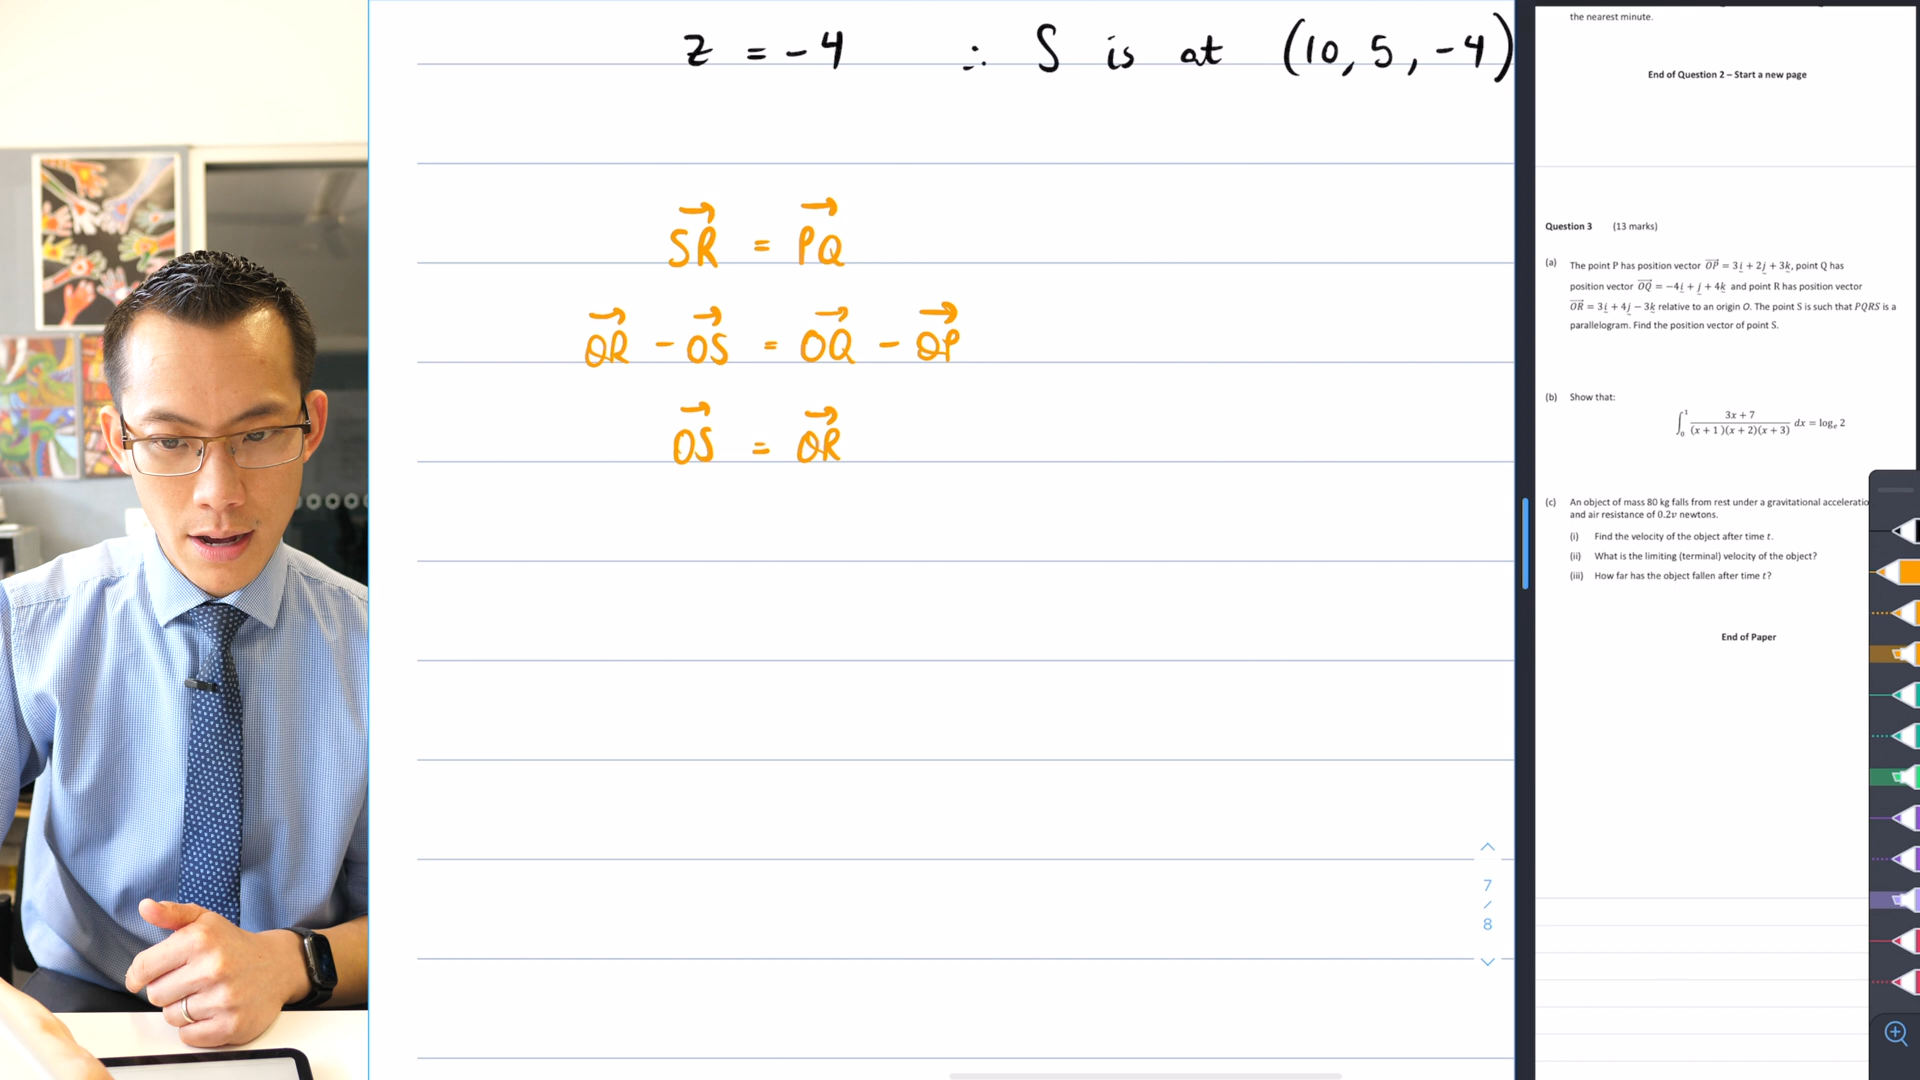 z = -4 ∴ S is at (10, 5, -4)
→SR = →PQ
→OR - →OS = →OQ - →OP
→OS = →OR
7
/
8
the nearest minute.
End of Question 2 – Start a new page
Question 3 (13 marks)
(a) The point P has position vector →OP = 3i + 2j + 3k, point Q has
position vector →OQ = −4i + j + 4k and point R has position vector
→OR = 3i + 4j − 3k relative to an origin O. The point S is such that PQRS is a
parallelogram. Find the position vector of point S.
(b) Show that:
∫₀¹ (3x + 7)/((x + 1)(x + 2)(x + 3)) dx = logₑ 2
(c) An object of mass 80 kg falls from rest under a gravitational acceleratio
and air resistance of 0.2v newtons.
(i) Find the velocity of the object after time t.
(ii) What is the limiting (terminal) velocity of the object?
(iii) How far has the object fallen after time t?
End of Paper